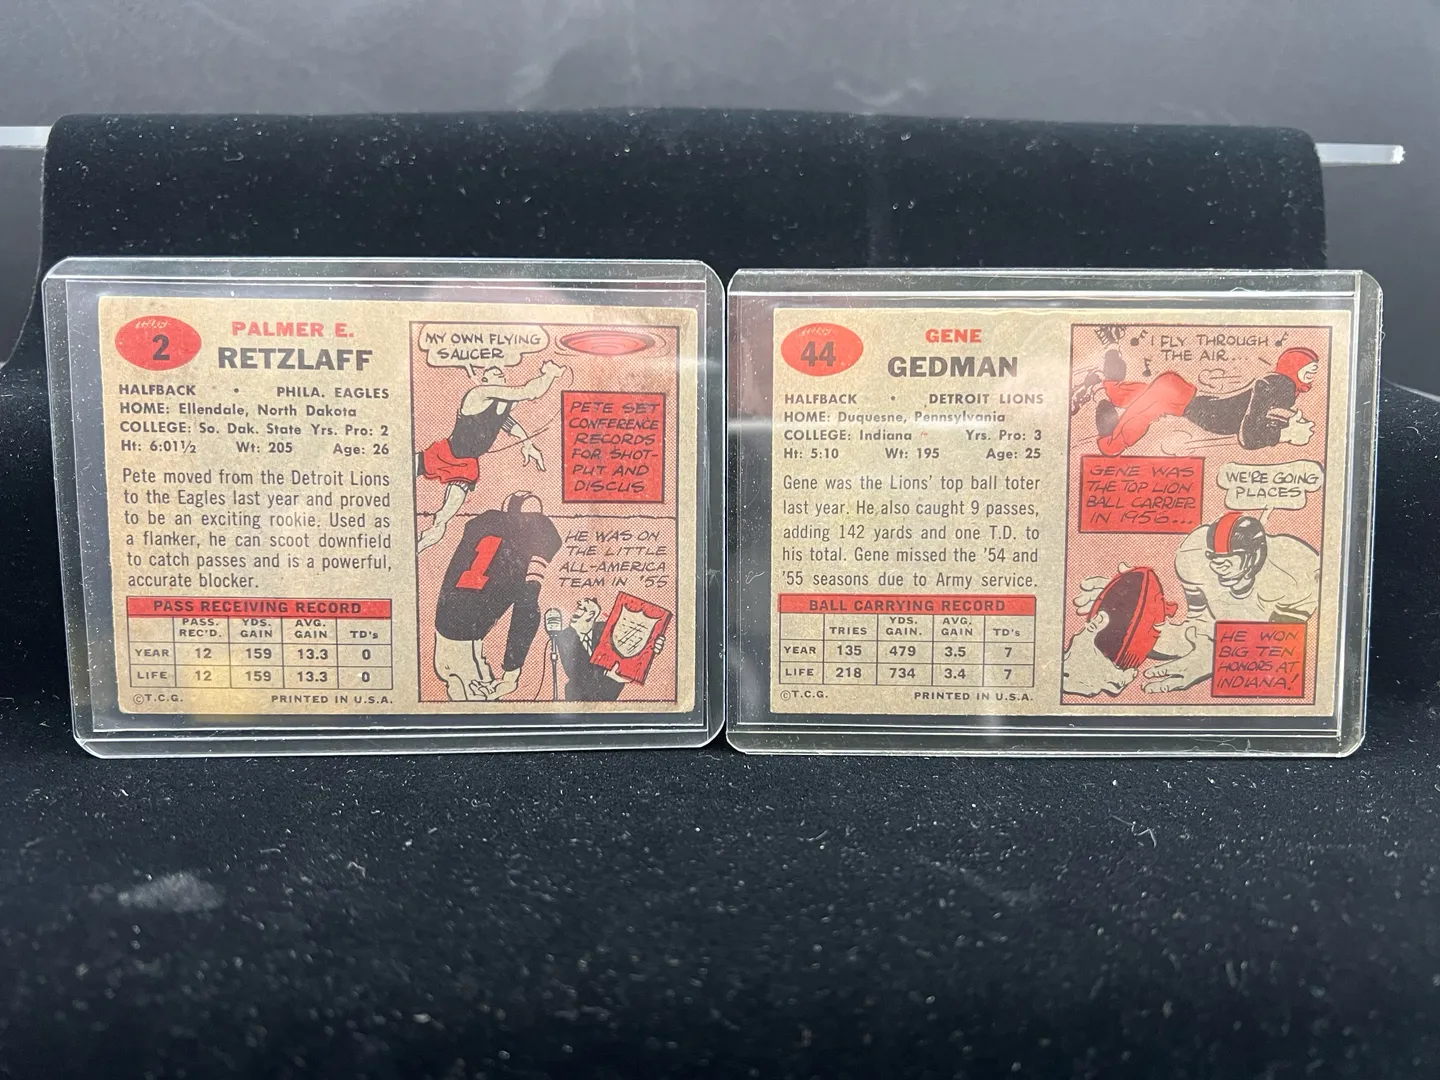 2
PALMER E.
RETZLAFF
HALFBACK • PHILA. EAGLES
HOME: Ellendale, North Dakota
COLLEGE: So. Dak. State Yrs. Pro: 2
Ht: 6:01½ Wt: 205 Age: 26
Pete moved from the Detroit Lions
to the Eagles last year and proved
to be an exciting rookie. Used as
a flanker, he can scoot downfield
to catch passes and is a powerful,
accurate blocker.
PASS RECEIVING RECORD
PASS. REC'D. YDS. GAIN AVG. GAIN TD's
YEAR 12 159 13.3 0
LIFE 12 159 13.3 0
©T.C.G. PRINTED IN U.S.A.
MY OWN FLYING
SAUCER
PETE SET
CONFERENCE
RECORDS
FOR SHOT-
PUT AND
DISCUS
1
HE WAS ON
THE LITTLE
ALL-AMERICA
TEAM IN '55
44
GENE
GEDMAN
HALFBACK • DETROIT LIONS
HOME: Duquesne, Pennsylvania
COLLEGE: Indiana Yrs. Pro: 3
Ht: 5:10 Wt: 195 Age: 25
Gene was the Lions' top ball toter
last year. He also caught 9 passes,
adding 142 yards and one T.D. to
his total. Gene missed the '54 and
'55 seasons due to Army service.
BALL CARRYING RECORD
TRIES YDS. GAIN. AVG. GAIN TD's
YEAR 135 479 3.5 7
LIFE 218 734 3.4 7
©T.C.G. PRINTED IN U.S.A.
I FLY THROUGH
THE AIR...
GENE WAS
THE TOP LION
BALL CARRIER
IN 1956...
WE'RE GOING
PLACES!
HE WON
BIG TEN
HONORS AT
INDIANA!